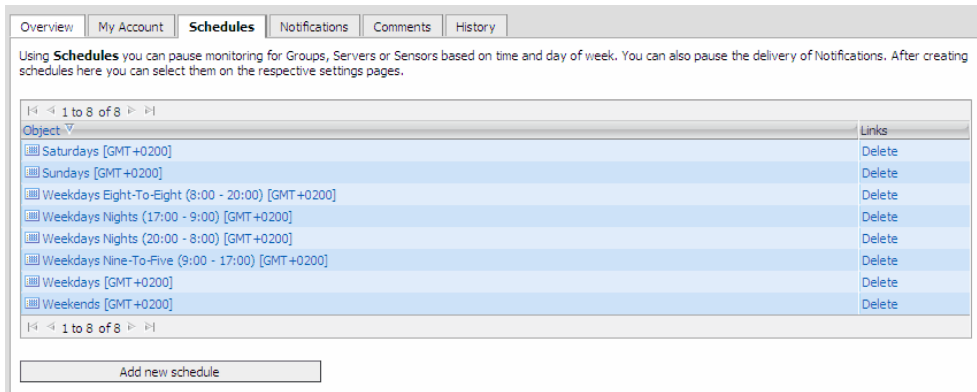 Overview My Account Schedules Notifications Comments History
Using Schedules you can pause monitoring for Groups, Servers or Sensors based on time and day of week. You can also pause the delivery of Notifications. After creating
schedules here you can select them on the respective settings pages.
1 to 8 of 8
Object Links
Saturdays [GMT+0200] Delete
Sundays [GMT+0200] Delete
Weekdays Eight-To-Eight (8:00 - 20:00) [GMT+0200] Delete
Weekdays Nights (17:00 - 9:00) [GMT+0200] Delete
Weekdays Nights (20:00 - 8:00) [GMT+0200] Delete
Weekdays Nine-To-Five (9:00 - 17:00) [GMT+0200] Delete
Weekdays [GMT+0200] Delete
Weekends [GMT+0200] Delete
1 to 8 of 8
Add new schedule